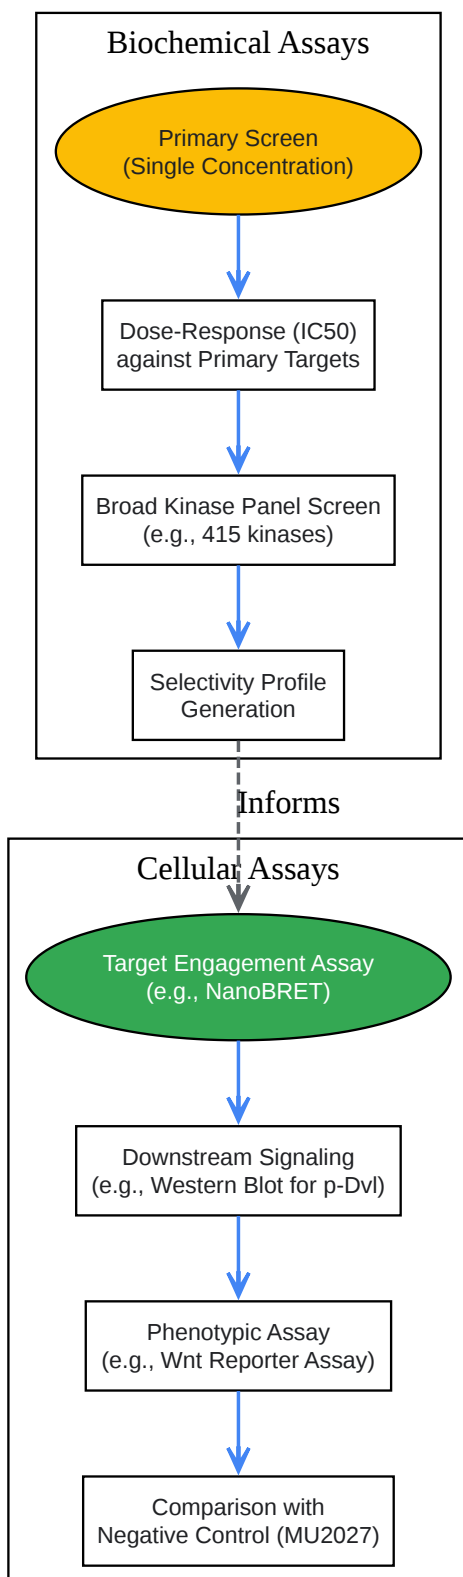 Biochemical Assays
Primary Screen
(Single Concentration)
Dose-Response (IC50)
against Primary Targets
Broad Kinase Panel Screen
(e.g., 415 kinases)
Selectivity Profile
Generation
Informs
Cellular Assays
Target Engagement Assay
(e.g., NanoBRET)
Downstream Signaling
(e.g., Western Blot for p-Dvl)
Phenotypic Assay
(e.g., Wnt Reporter Assay)
Comparison with
Negative Control (MU2027)